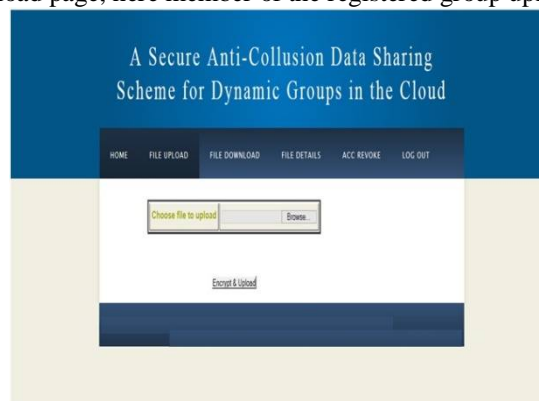 load page, here member of the registered group up
A Secure Anti-Collusion Data Sharing
Scheme for Dynamic Groups in the Cloud
HOME FILE UPLOAD FILE DOWNLOAD FILE DETAILS ACC REVOKE LOG OUT
Choose file to upload Browse...
Encrypt & Upload